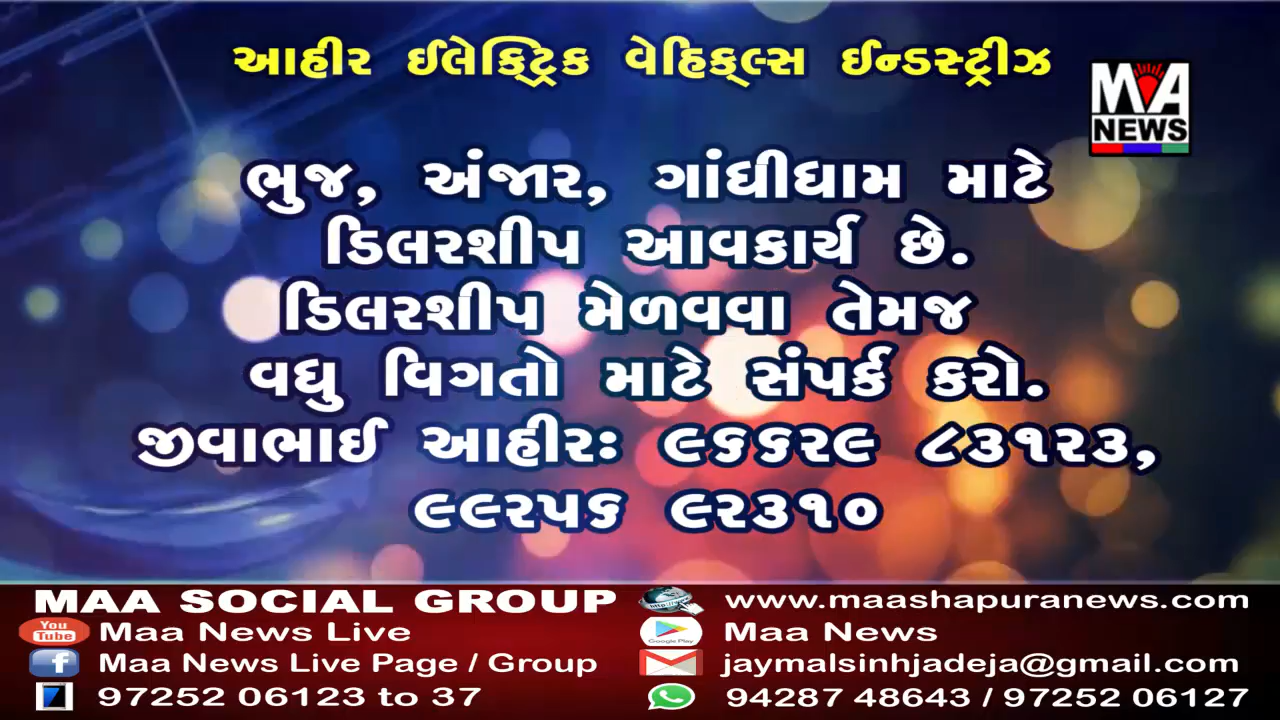 આહીર ઈલેક્ટ્રિક વેહિકલ્સ ઈન્ડસ્ટ્રીઝ
MAA
NEWS
ભુજ, અંજાર, ગાંધીધામ માટે
ડિલરશીપ આવકાર્ય છે.
ડિલરશીપ મેળવવા તેમજ
વધુ વિગતો માટે સંપર્ક કરો.
જીવાભાઈ આહીરઃ ૯૬૬૨૯ ૮૩૧૨૩,
૯૯૨૫૬ ૯૨૩૧૦
MAA SOCIAL GROUP
www.maashapuranews.com
You Tube Maa News Live
Google Play Maa News
f Maa News Live Page / Group
jaymalsinhjadeja@gmail.com
97252 06123 to 37
94287 48643 / 97252 06127